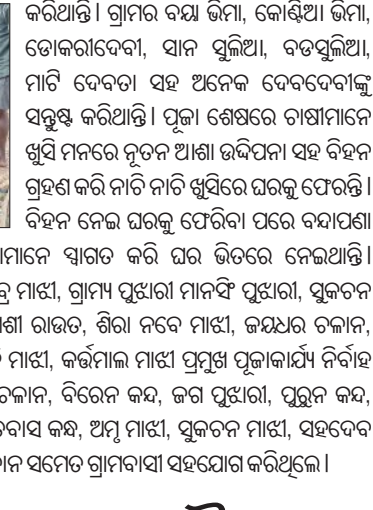 କରିଥାନ୍ତି । ଗ୍ରାମର ବୟା ଭିମା, କୋଣ୍ଟିଆ ଭିମା,
ଡୋକରୀଦେବୀ, ସାନ ସୁଲିଆ, ବଡସୁଲିଆ,
ମାଟି ଦେବତା ସହ ଅନେକ ଦେବଦେବୀଙ୍କୁ
ସନ୍ତୁଷ୍ଟ କରିଥାନ୍ତି । ପୂଜା ଶେଷରେ ଚାଷୀମାନେ
ଖୁସି ମନରେ ନୂତନ ଆଶା ଉଦ୍ଦିପନା ସହ ବିହନ
ଗ୍ରହଣ କରି ନାଚି ନାଚି ଖୁସିରେ ଘରକୁ ଫେରନ୍ତି ।
ବିହନ ନେଇ ଘରକୁ ଫେରିବା ପରେ ବନ୍ଦାପଣା
ମାନେ ସ୍ୱାଗତ କରି ଘର ଭିତରେ ନେଇଥାନ୍ତି ।
ମାଝୀ, ଗ୍ରାମ୍ୟ ପୁଝାରୀ ମାନସିଂ ପୁଝାରୀ, ସୁକଚନ
ରାଉତ, ଶିରା ନବେ ମାଝୀ, ଜୟଧର ଚଳାନ,
ମାଝୀ, କର୍ତ୍ତମାଲ ମାଝୀ ପ୍ରମୁଖ ପୂଜାକାର୍ଯ୍ୟ ନିର୍ବାହ
ଚଳାନ, ବିରେନ କନ୍ଦ, ଜଗ ପୁଝାରୀ, ପୁରୁନ କନ୍ଦ,
କନ୍ଧ, ଅମୃ ମାଝୀ, ସୁକଚନ ମାଝୀ, ସହଦେବ
ସମେତ ଗ୍ରାମବାସୀ ସହଯୋଗ କରିଥିଲେ ।